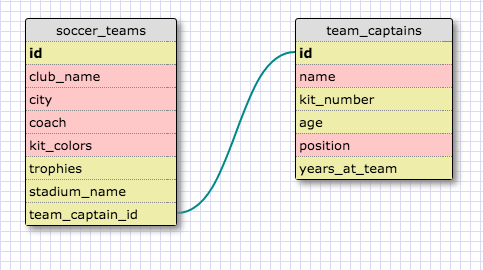 soccer_teams
id
club_name
city
coach
kit_colors
trophies
stadium_name
team_captain_id
team_captains
id
name
kit_number
age
position
years_at_team